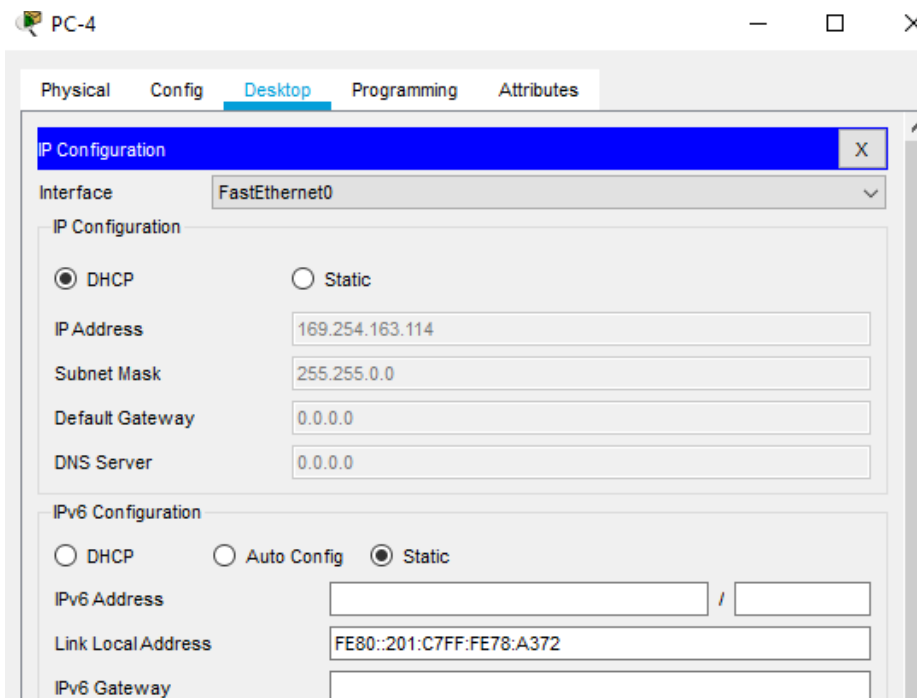 PC-4
Physical Config Desktop Programming Attributes
IP Configuration X
Interface FastEthernet0
IP Configuration
DHCP Static
IP Address 169.254.163.114
Subnet Mask 255.255.0.0
Default Gateway 0.0.0.0
DNS Server 0.0.0.0
IPv6 Configuration
DHCP Auto Config Static
IPv6 Address /
Link Local Address FE80::201:C7FF:FE78:A372
IPv6 Gateway